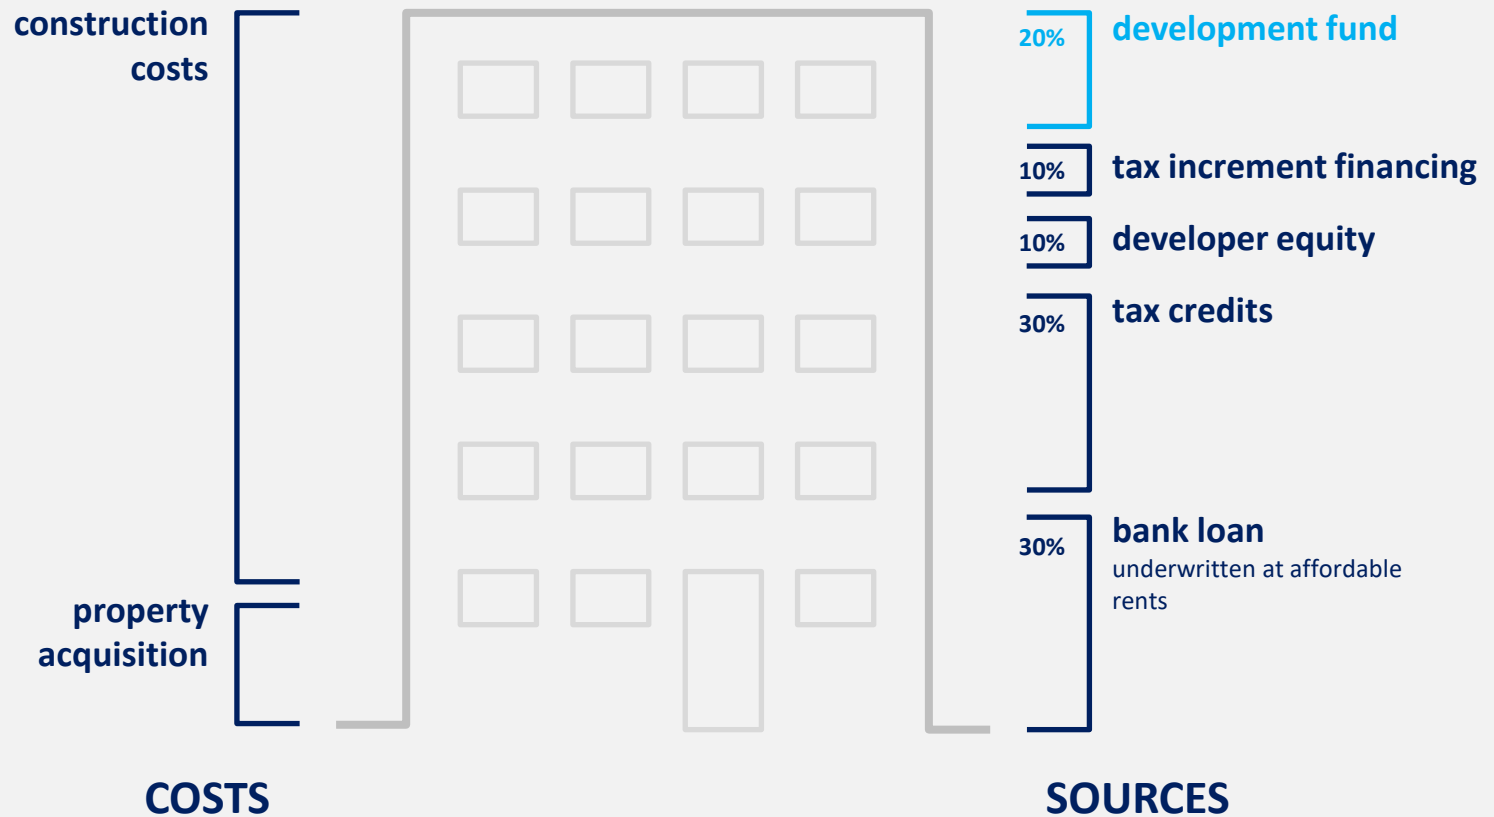 construction
costs
property
acquisition
COSTS
20%
development fund
10%
tax increment financing
10%
developer equity
30%
tax credits
30%
bank loan
underwritten at affordable
rents
SOURCES